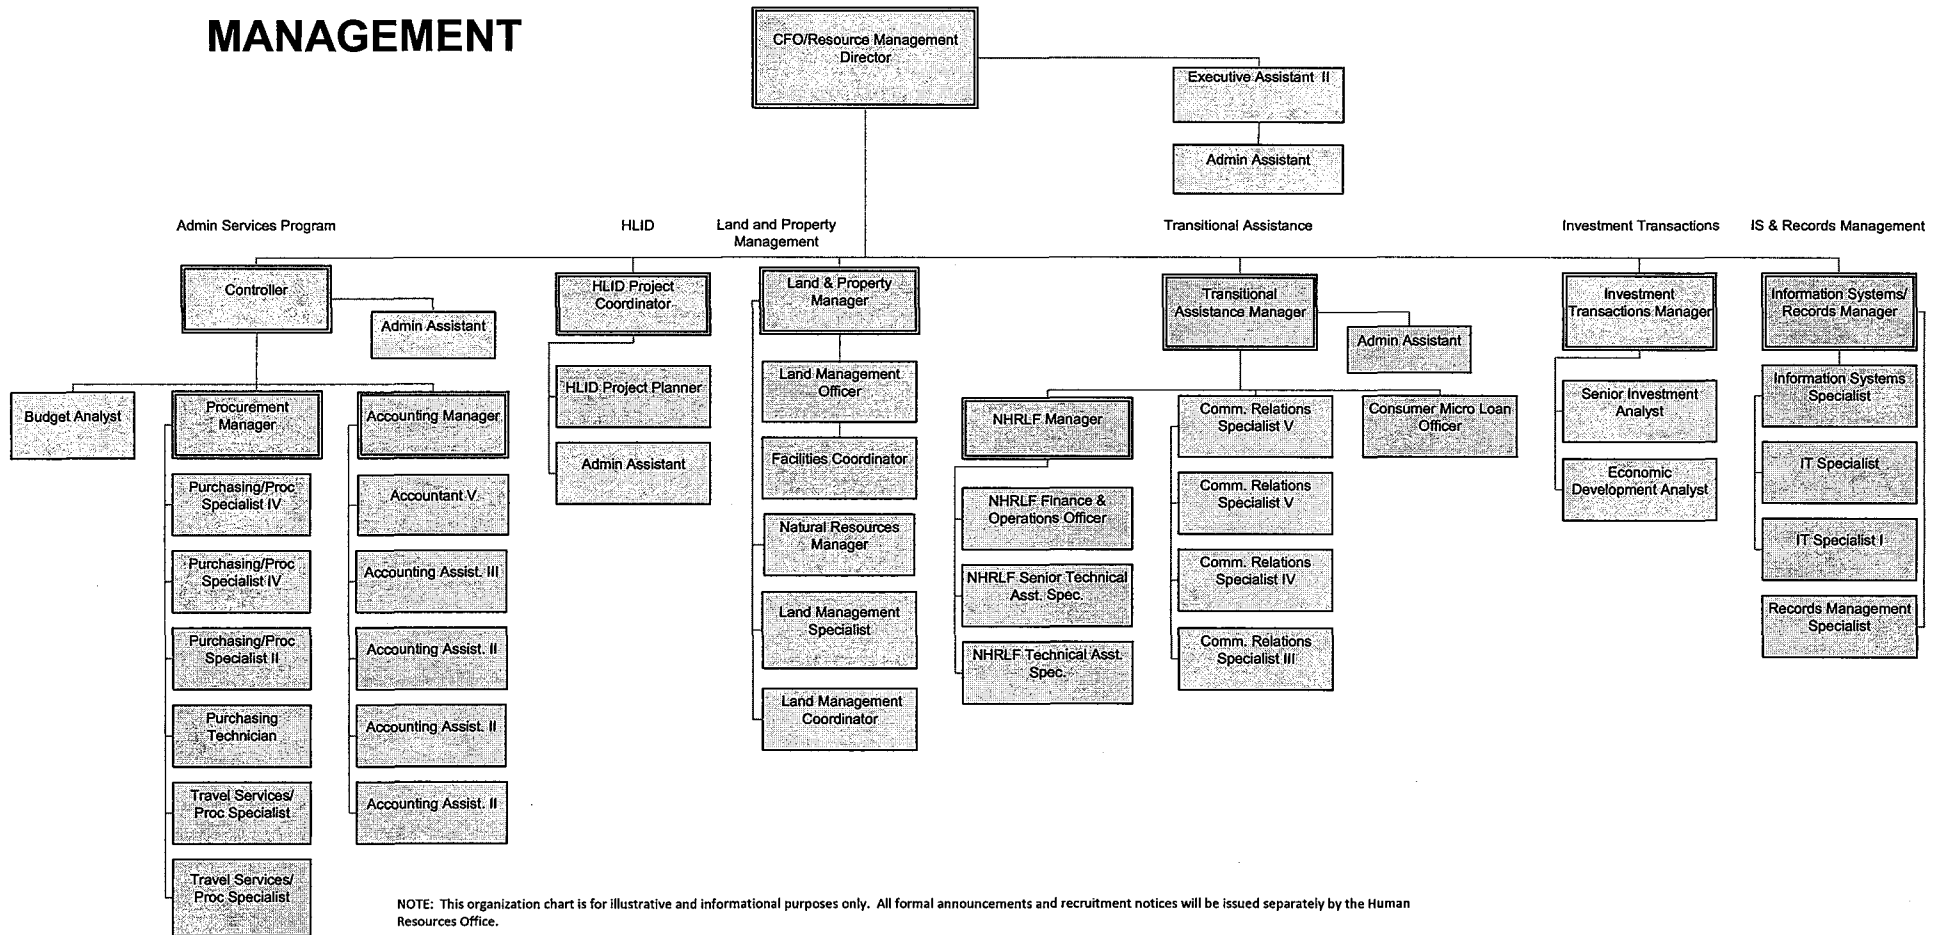 MANAGEMENT
CFO/Resource Management
Director
Executive Assistant II
Admin Assistant
Admin Services Program
HLID
Land and Property
Management
Transitional Assistance
Investment Transactions
IS & Records Management
Controller
Admin Assistant
HLID Project
Coordinator
Land & Property
Manager
Transitional
Assistance Manager
Admin Assistant
Investment
Transactions Manager
Information Systems/
Records Manager
Budget Analyst
Procurement
Manager
Accounting Manager
Purchasing/Proc
Specialist IV
Purchasing/Proc
Specialist IV
Purchasing/Proc
Specialist II
Purchasing
Technician
Travel Services/
Proc Specialist
Travel Services/
Proc Specialist
Accountant V
Accounting Assist. III
Accounting Assist. II
Accounting Assist. II
Accounting Assist. II
HLID Project Planner
Admin Assistant
Land Management
Officer
Facilities Coordinator
Natural Resources
Manager
Land Management
Specialist
Land Management
Coordinator
NHRLF Manager
NHRLF Finance &
Operations Officer
NHRLF Senior Technical
Asst. Spec.
NHRLF Technical Asst.
Spec.
Comm. Relations
Specialist V
Comm. Relations
Specialist V
Comm. Relations
Specialist IV
Comm. Relations
Specialist III
Consumer Micro Loan
Officer
Senior Investment
Analyst
Economic
Development Analyst
Information Systems
Specialist
IT Specialist
IT Specialist I
Records Management
Specialist
NOTE: This organization chart is for illustrative and informational purposes only. All formal announcements and recruitment notices will be issued separately by the Human
Resources Office.